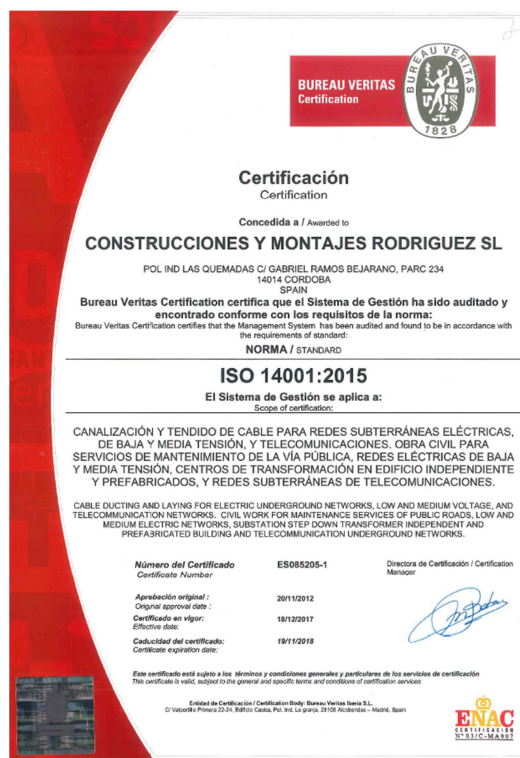 BUREAU VERITAS
Certification
BUREAU VERITAS
1828
Certificación
Certification
Concedida a / Awarded to
CONSTRUCCIONES Y MONTAJES RODRIGUEZ SL
POL IND LAS QUEMADAS C/ GABRIEL RAMOS BEJARANO, PARC 234
14014 CORDOBA
SPAIN
Bureau Veritas Certification certifica que el Sistema de Gestión ha sido auditado y
encontrado conforme con los requisitos de la norma:
Bureau Veritas Certification certifies that the Management System has been audited and found to be in accordance with
the requirements of standard:
NORMA / STANDARD
ISO 14001:2015
El Sistema de Gestión se aplica a:
Scope of certification:
CANALIZACIÓN Y TENDIDO DE CABLE PARA REDES SUBTERRÁNEAS ELÉCTRICAS,
DE BAJA Y MEDIA TENSIÓN, Y TELECOMUNICACIONES. OBRA CIVIL PARA
SERVICIOS DE MANTENIMIENTO DE LA VÍA PÚBLICA, REDES ELÉCTRICAS DE BAJA
Y MEDIA TENSIÓN, CENTROS DE TRANSFORMACIÓN EN EDIFICIO INDEPENDIENTE
Y PREFABRICADOS, Y REDES SUBTERRÁNEAS DE TELECOMUNICACIONES.
CABLE DUCTING AND LAYING FOR ELECTRIC UNDERGROUND NETWORKS, LOW AND MEDIUM VOLTAGE, AND
TELECOMMUNICATION NETWORKS. CIVIL WORK FOR MAINTENANCE SERVICES OF PUBLIC ROADS, LOW AND
MEDIUM ELECTRIC NETWORKS, SUBSTATION STEP DOWN TRANSFORMER INDEPENDENT AND
PREFABRICATED BUILDING AND TELECOMMUNICATION UNDERGROUND NETWORKS.
Número del Certificado ES085205-1 Directora de Certificación / Certification
Certificate Number Manager
Aprobación original : 20/11/2012
Original approval date :
Certificado en vigor: 18/12/2017
Effective date:
Caducidad del certificado: 19/11/2018
Certificate expiration date:
Este certificado está sujeto a los términos y condiciones generales y particulares de los servicios de certificación
This certificate is valid, subject to the general and specific terms and conditions of certification services
Entidad de Certificación / Certification Body: Bureau Veritas Iberia S.L.
C/ Valportillo Primera 22-24, Edificio Caoba, Pol. Ind. La granja, 28108 Alcobendas – Madrid, Spain
ENAC
CERTIFICACIÓN
Nº 03/C-MA007